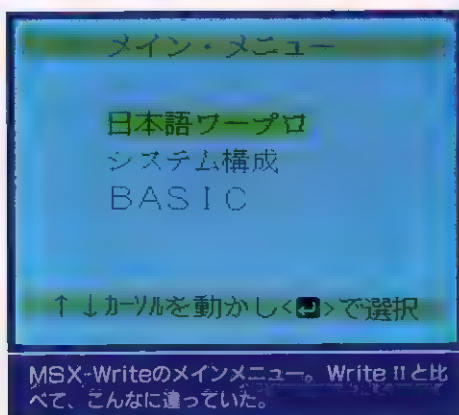 メイン・メニュー
日本語ワープロ
システム構成
BASIC
↑↓カーソルを動かし<↵>で選択
MSX-Writeのメインメニュー。Write IIと比
べて、こんなに違っていた。